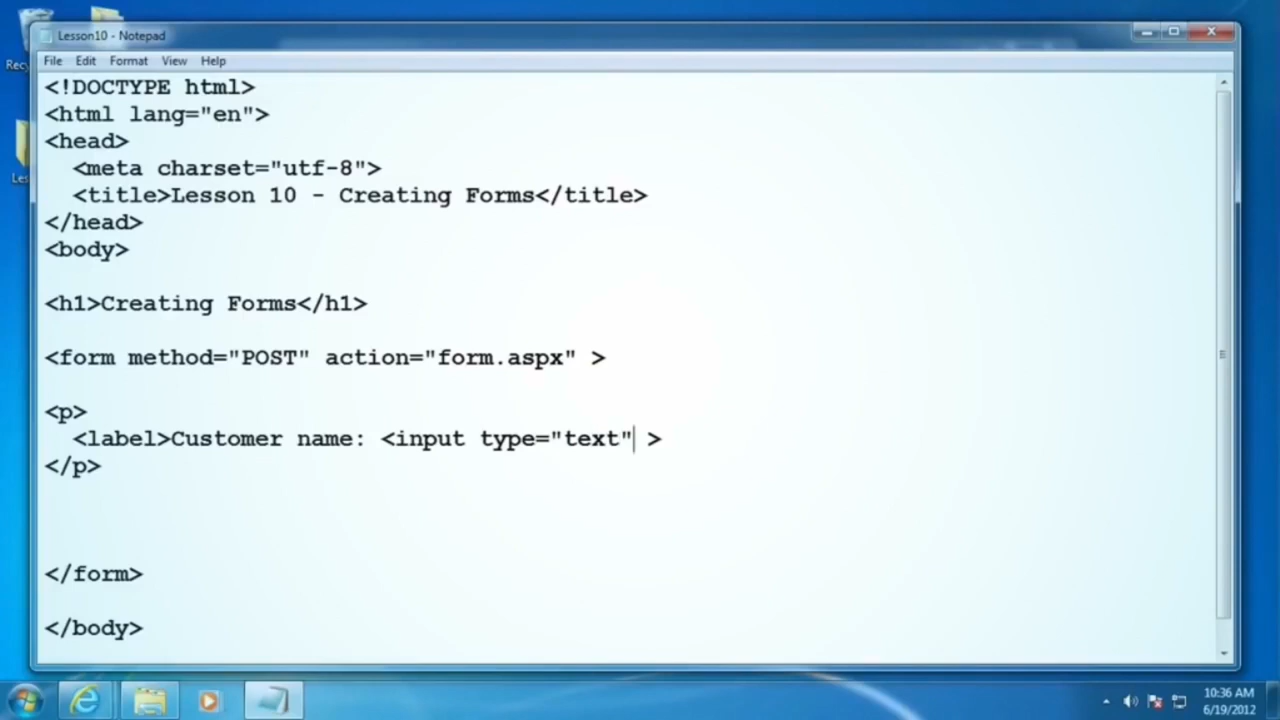 Recy
Les
Lesson10 - Notepad
File Edit Format View Help
<!DOCTYPE html>
<html lang="en">
<head>
  <meta charset="utf-8">
  <title>Lesson 10 - Creating Forms</title>
</head>
<body>
<h1>Creating Forms</h1>
<form method="POST" action="form.aspx" >
<p>
  <label>Customer name: <input type="text" >
</p>
</form>
</body>
10:36 AM
6/19/2012